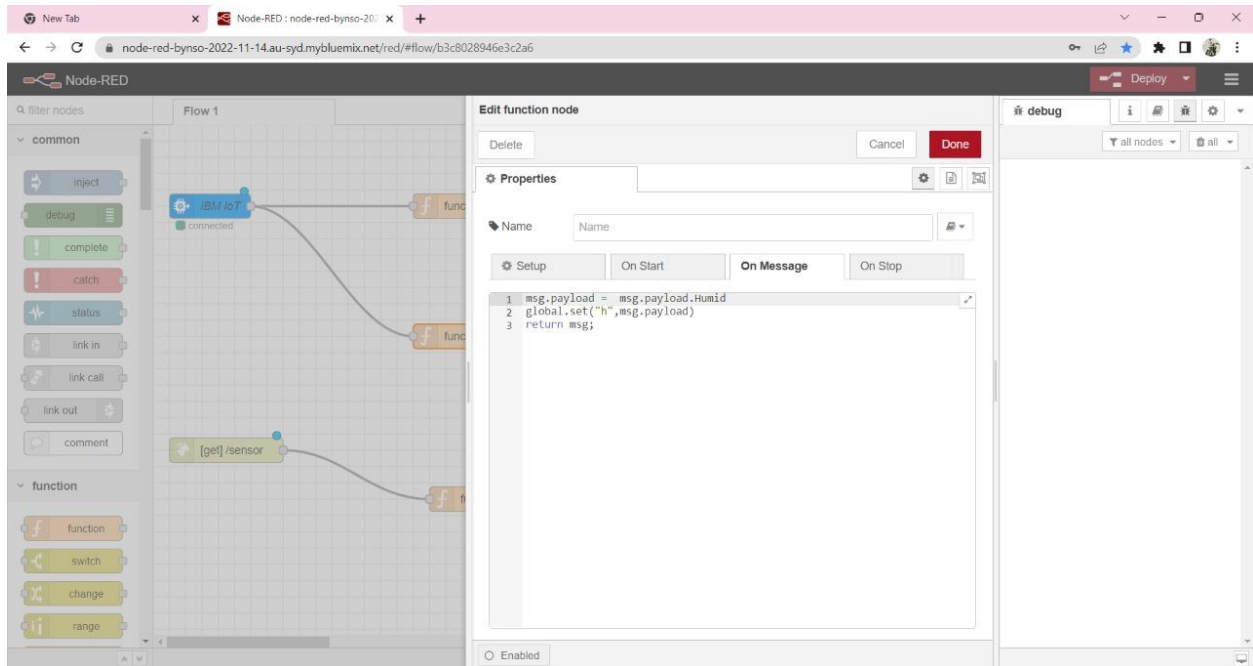 New Tab
Node-RED : node-red-bynso-202
node-red-bynso-2022-11-14.au-syd.mybluemix.net/red/#flow/b3c8028946e3c2a6
Node-RED
Deploy
filter nodes
Flow 1
Edit function node
debug
i
common
Delete
Cancel
Done
all nodes
all
Properties
inject
IBM IoT
func
debug
connected
Name
Name
complete
Setup
On Start
On Message
On Stop
catch
1 msg.payload = msg.payload.Humid
2 global.set("h",msg.payload)
3 return msg;
status
link in
func
link call
link out
comment
[get] /sensor
function
f
function
switch
change
range
Enabled